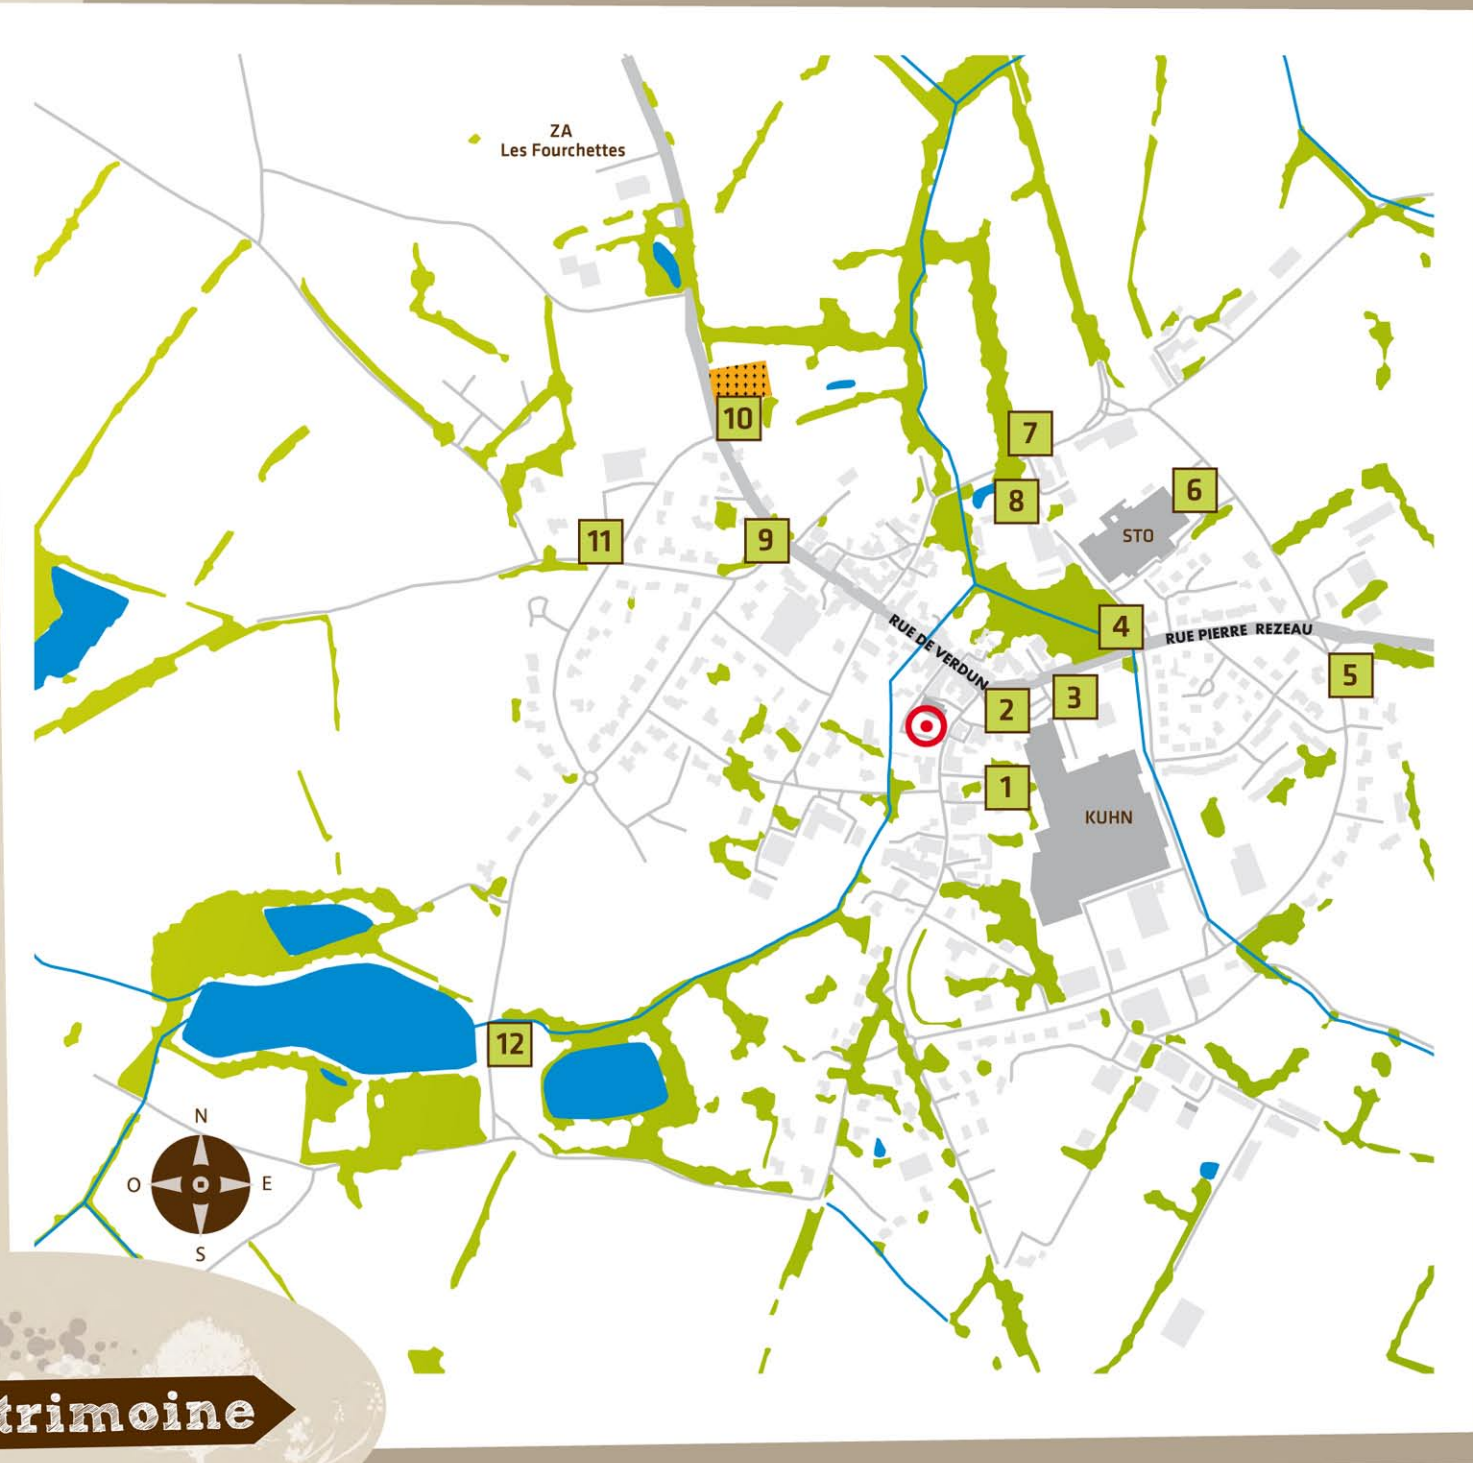 ZA
Les Fourchettes
10
7
8
6
STO
11
9
RUE DE VERDUN
4
RUE PIERRE REZEAU
5
3
2
1
KUHN
12
N
O
E
S
trimoine